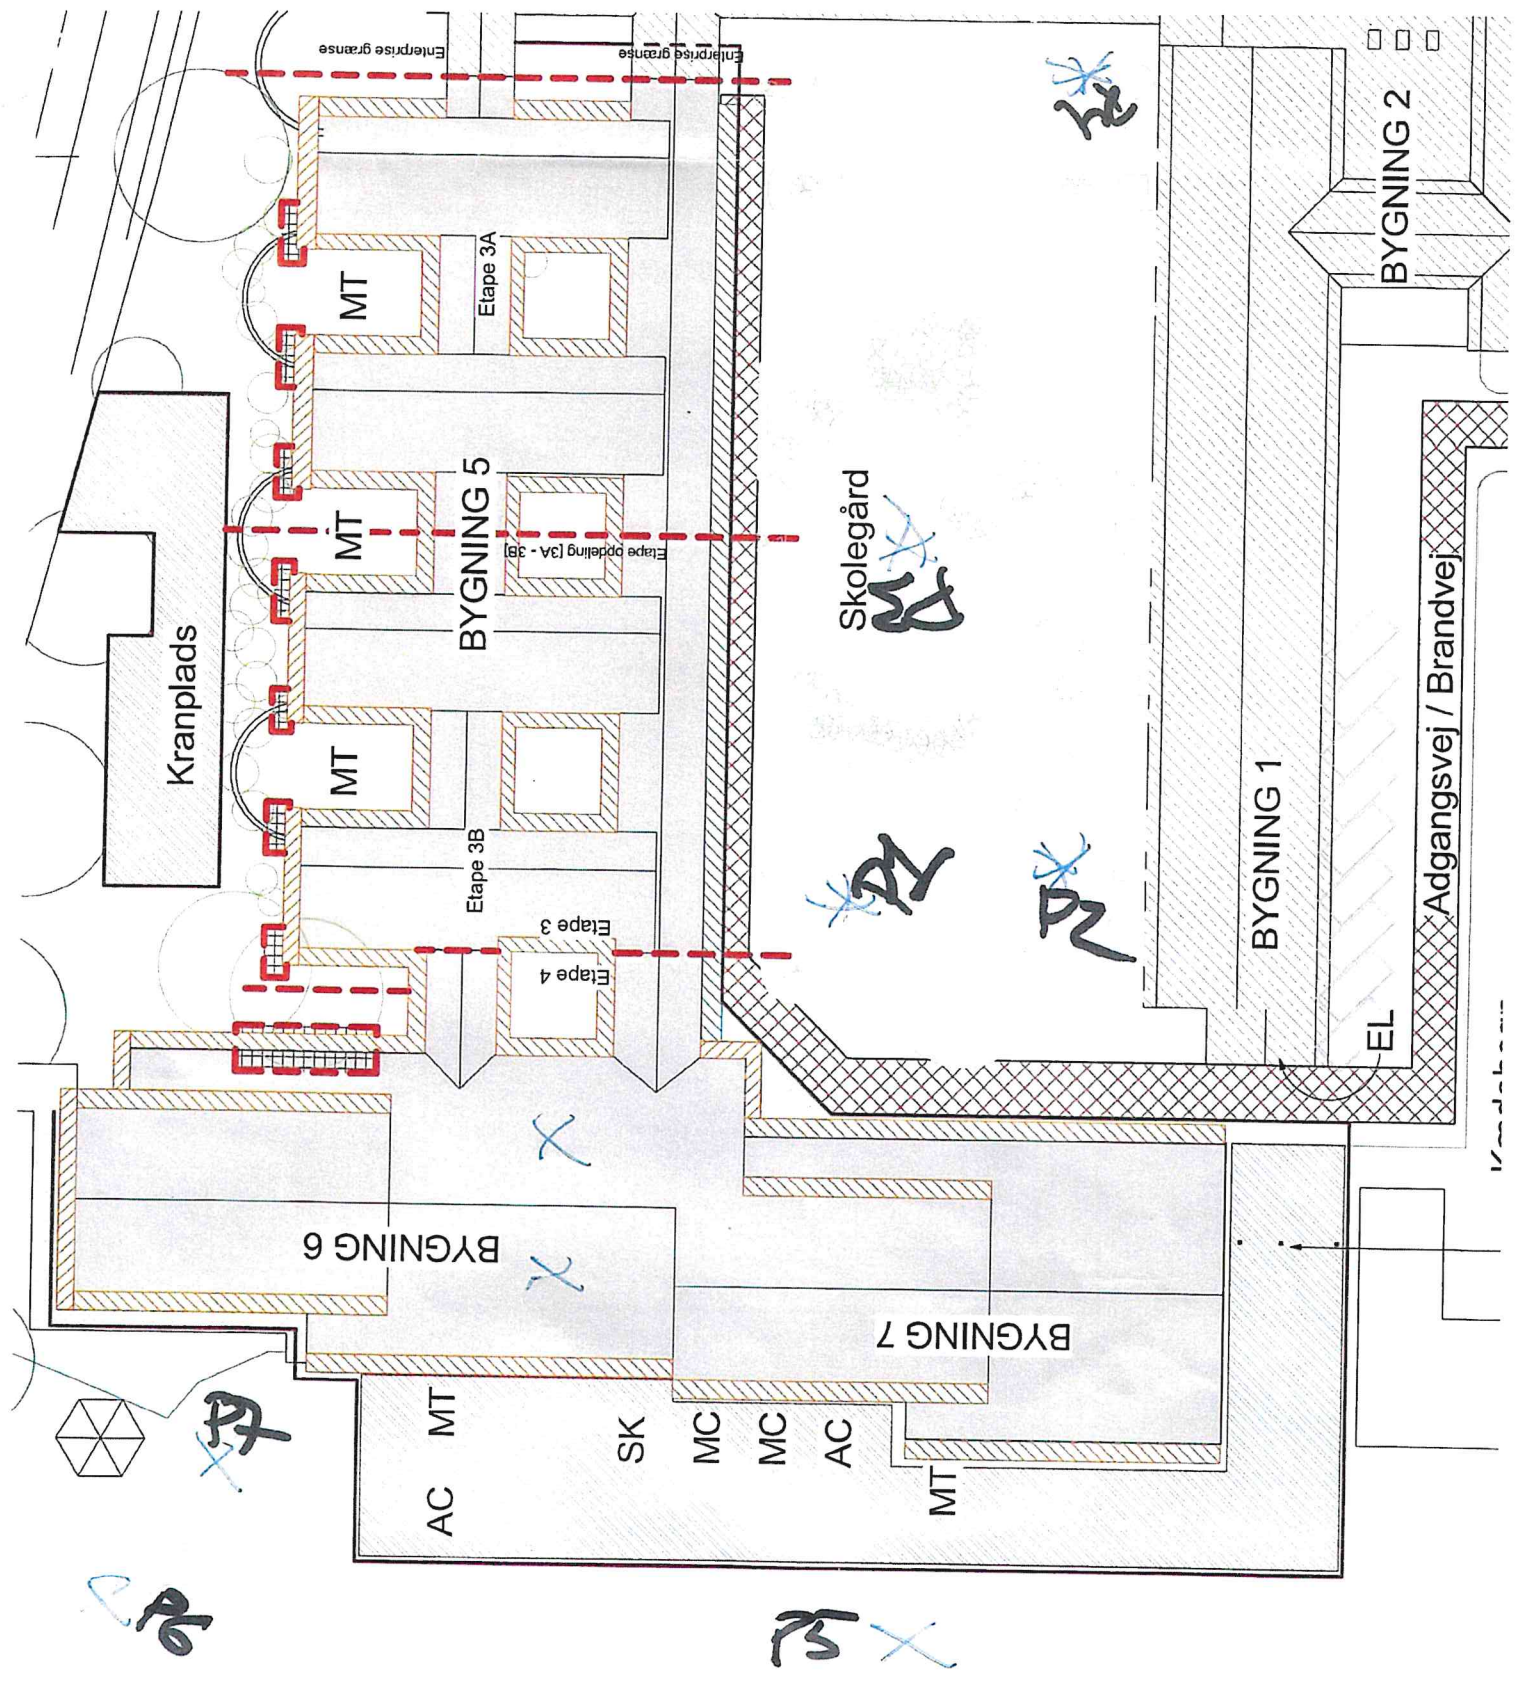 Enterprise grænse
Enterprise grænse
P4
BYGNING 2
MT
Etape 3A
MT
BYGNING 5
Etape opdeling [3A - 3B]
Skolegård
P3
Kranplads
MT
Etape 3B
Etape 3
Etape 4
P1
P2
BYGNING 1
Adgangsvej / Brandvej
EL
BYGNING 6
BYGNING 7
P7
MT
AC
SK
MC
MC
AC
MT
P6
P5